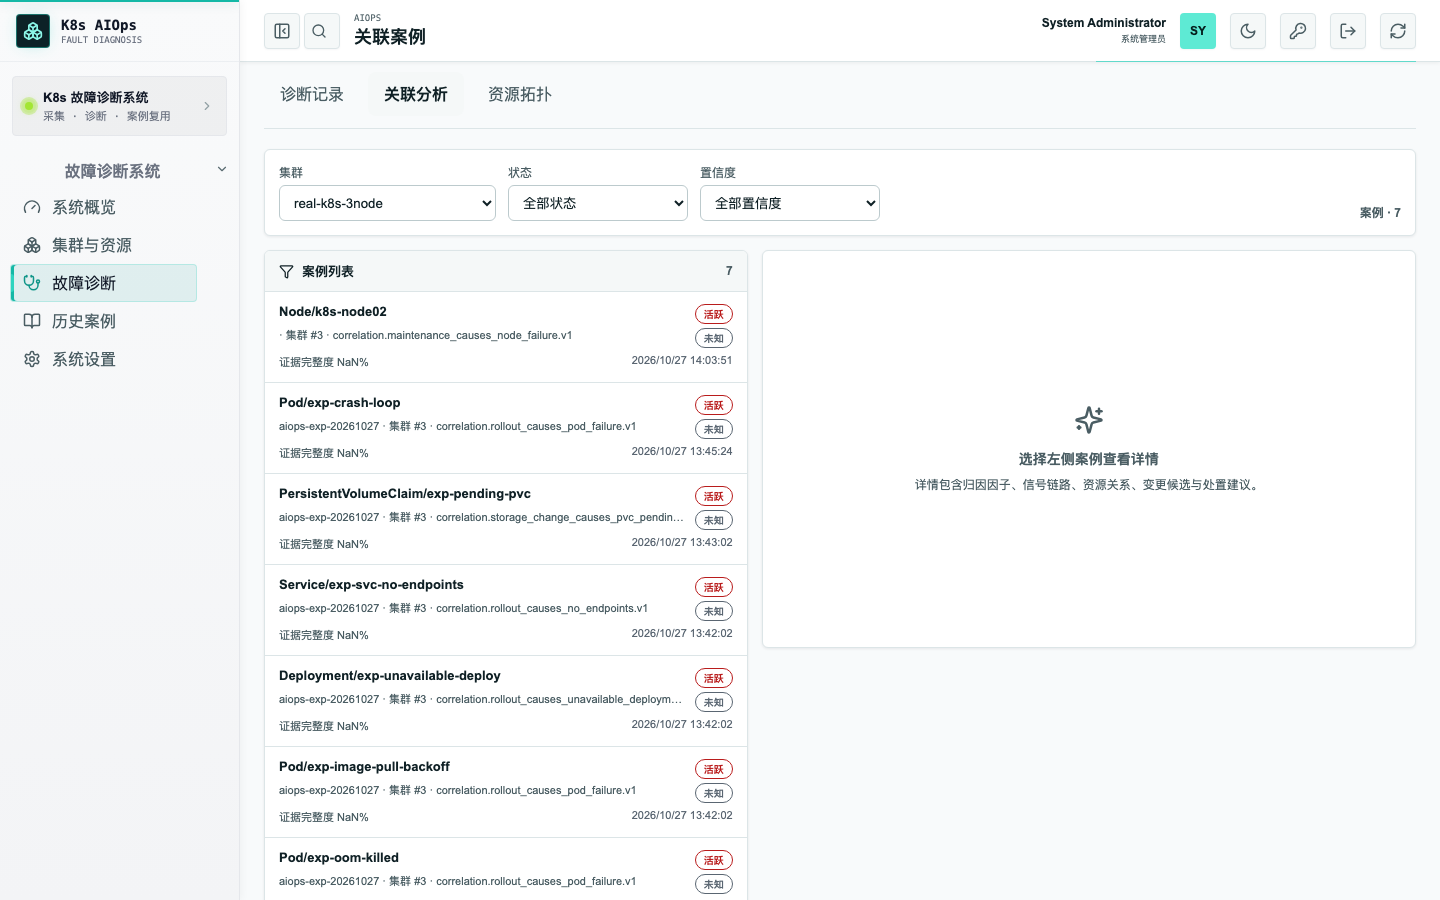 K8s AIOps
FAULT DIAGNOSIS
K8s 故障诊断系统
采集 · 诊断 · 案例复用
故障诊断系统
系统概览
集群与资源
故障诊断
历史案例
系统设置
AIOPS
关联案例
System Administrator
系统管理员
SY
诊断记录
关联分析
资源拓扑
集群
状态
置信度
real-k8s-3node
全部状态
全部置信度
案例 · 7
案例列表
7
Node/k8s-node02
活跃
· 集群 #3 · correlation.maintenance_causes_node_failure.v1
未知
证据完整度 NaN%
2026/10/27 14:03:51
Pod/exp-crash-loop
活跃
aiops-exp-20261027 · 集群 #3 · correlation.rollout_causes_pod_failure.v1
未知
证据完整度 NaN%
2026/10/27 13:45:24
PersistentVolumeClaim/exp-pending-pvc
活跃
aiops-exp-20261027 · 集群 #3 · correlation.storage_change_causes_pvc_pendin...
未知
证据完整度 NaN%
2026/10/27 13:43:02
Service/exp-svc-no-endpoints
活跃
aiops-exp-20261027 · 集群 #3 · correlation.rollout_causes_no_endpoints.v1
未知
证据完整度 NaN%
2026/10/27 13:42:02
Deployment/exp-unavailable-deploy
活跃
aiops-exp-20261027 · 集群 #3 · correlation.rollout_causes_unavailable_deploym...
未知
证据完整度 NaN%
2026/10/27 13:42:02
Pod/exp-image-pull-backoff
活跃
aiops-exp-20261027 · 集群 #3 · correlation.rollout_causes_pod_failure.v1
未知
证据完整度 NaN%
2026/10/27 13:42:02
Pod/exp-oom-killed
活跃
aiops-exp-20261027 · 集群 #3 · correlation.rollout_causes_pod_failure.v1
未知
选择左侧案例查看详情
详情包含归因因子、信号链路、资源关系、变更候选与处置建议。